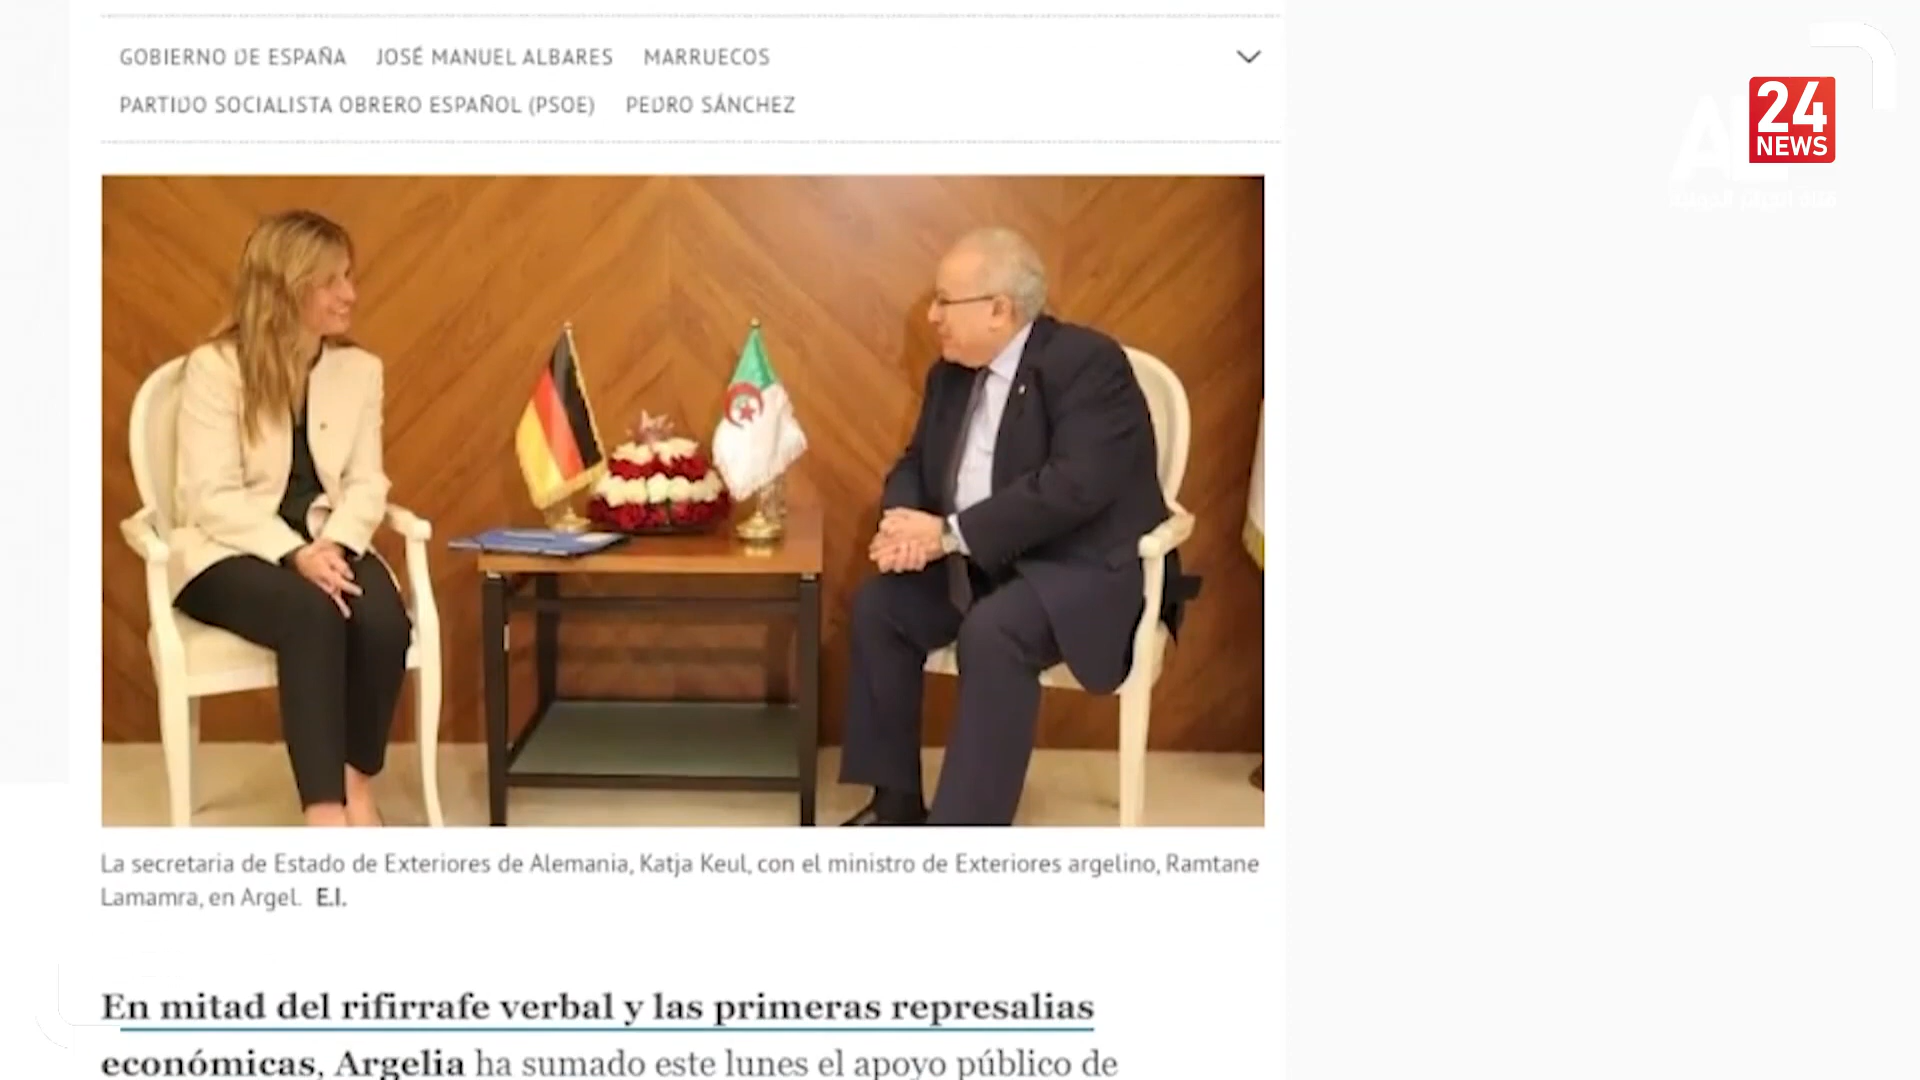 GOBIERNO DE ESPAÑA JOSÉ MANUEL ALBARES MARRUECOS
PARTIDO SOCIALISTA OBRERO ESPAÑOL (PSOE) PEDRO SÁNCHEZ
24
NEWS
La secretaria de Estado de Exteriores de Alemania, Katja Keul, con el ministro de Exteriores argelino, Ramtane
Lamamra, en Argel. E.I.
En mitad del rifirrafe verbal y las primeras represalias
económicas, Argelia ha sumado este lunes el apoyo público de